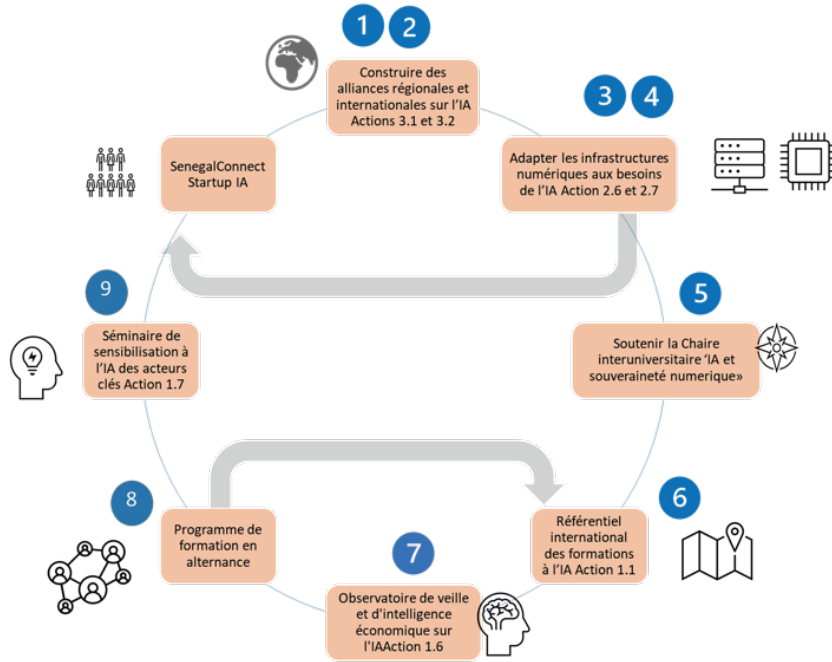 1 2
Construire des
alliances régionales et
internationales sur l'IA
Actions 3.1 et 3.2
3 4
Adapter les infrastructures
numériques aux besoins
de l'IA Action 2.6 et 2.7
SenegalConnect
Startup IA
5
Soutenir la Chaire
interuniversitaire 'IA et
souveraineté numerique»
9
Séminaire de
sensibilisation à
l'IA des acteurs
clés Action 1.7
6
Référentiel
international
des formations
à l'IA Action 1.1
8
Programme de
formation en
alternance
7
Observatoire de veille
et d'intelligence
économique sur
l'IAAction 1.6